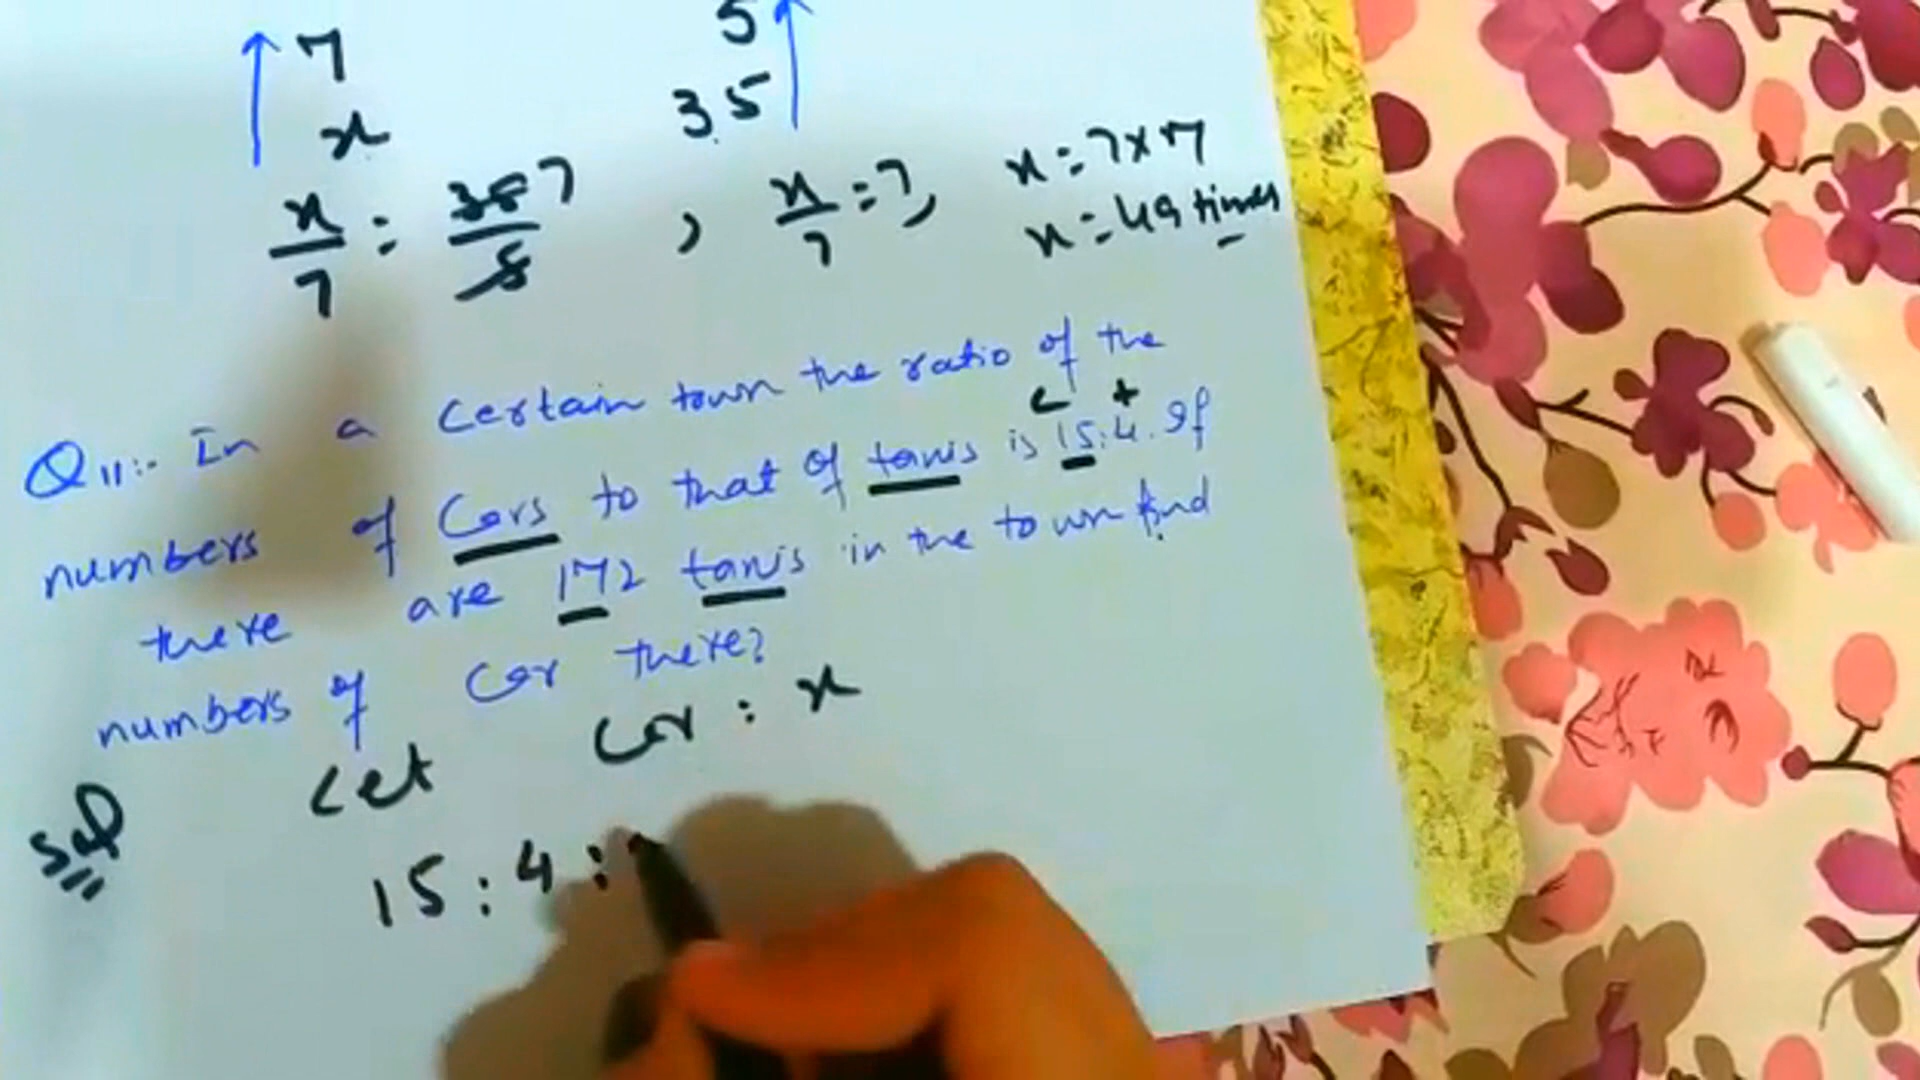 7 5
x 35
x/7 = 35 7/5 , x/7 = 7, x = 7x7
x = 49 times
Q11:- In a certain town the ratio of the
c t
numbers of Cars to that of taxis is 15:4. If
there are 172 taxis in the town find
numbers of Car there?
Sol Let Car = x
15:4: